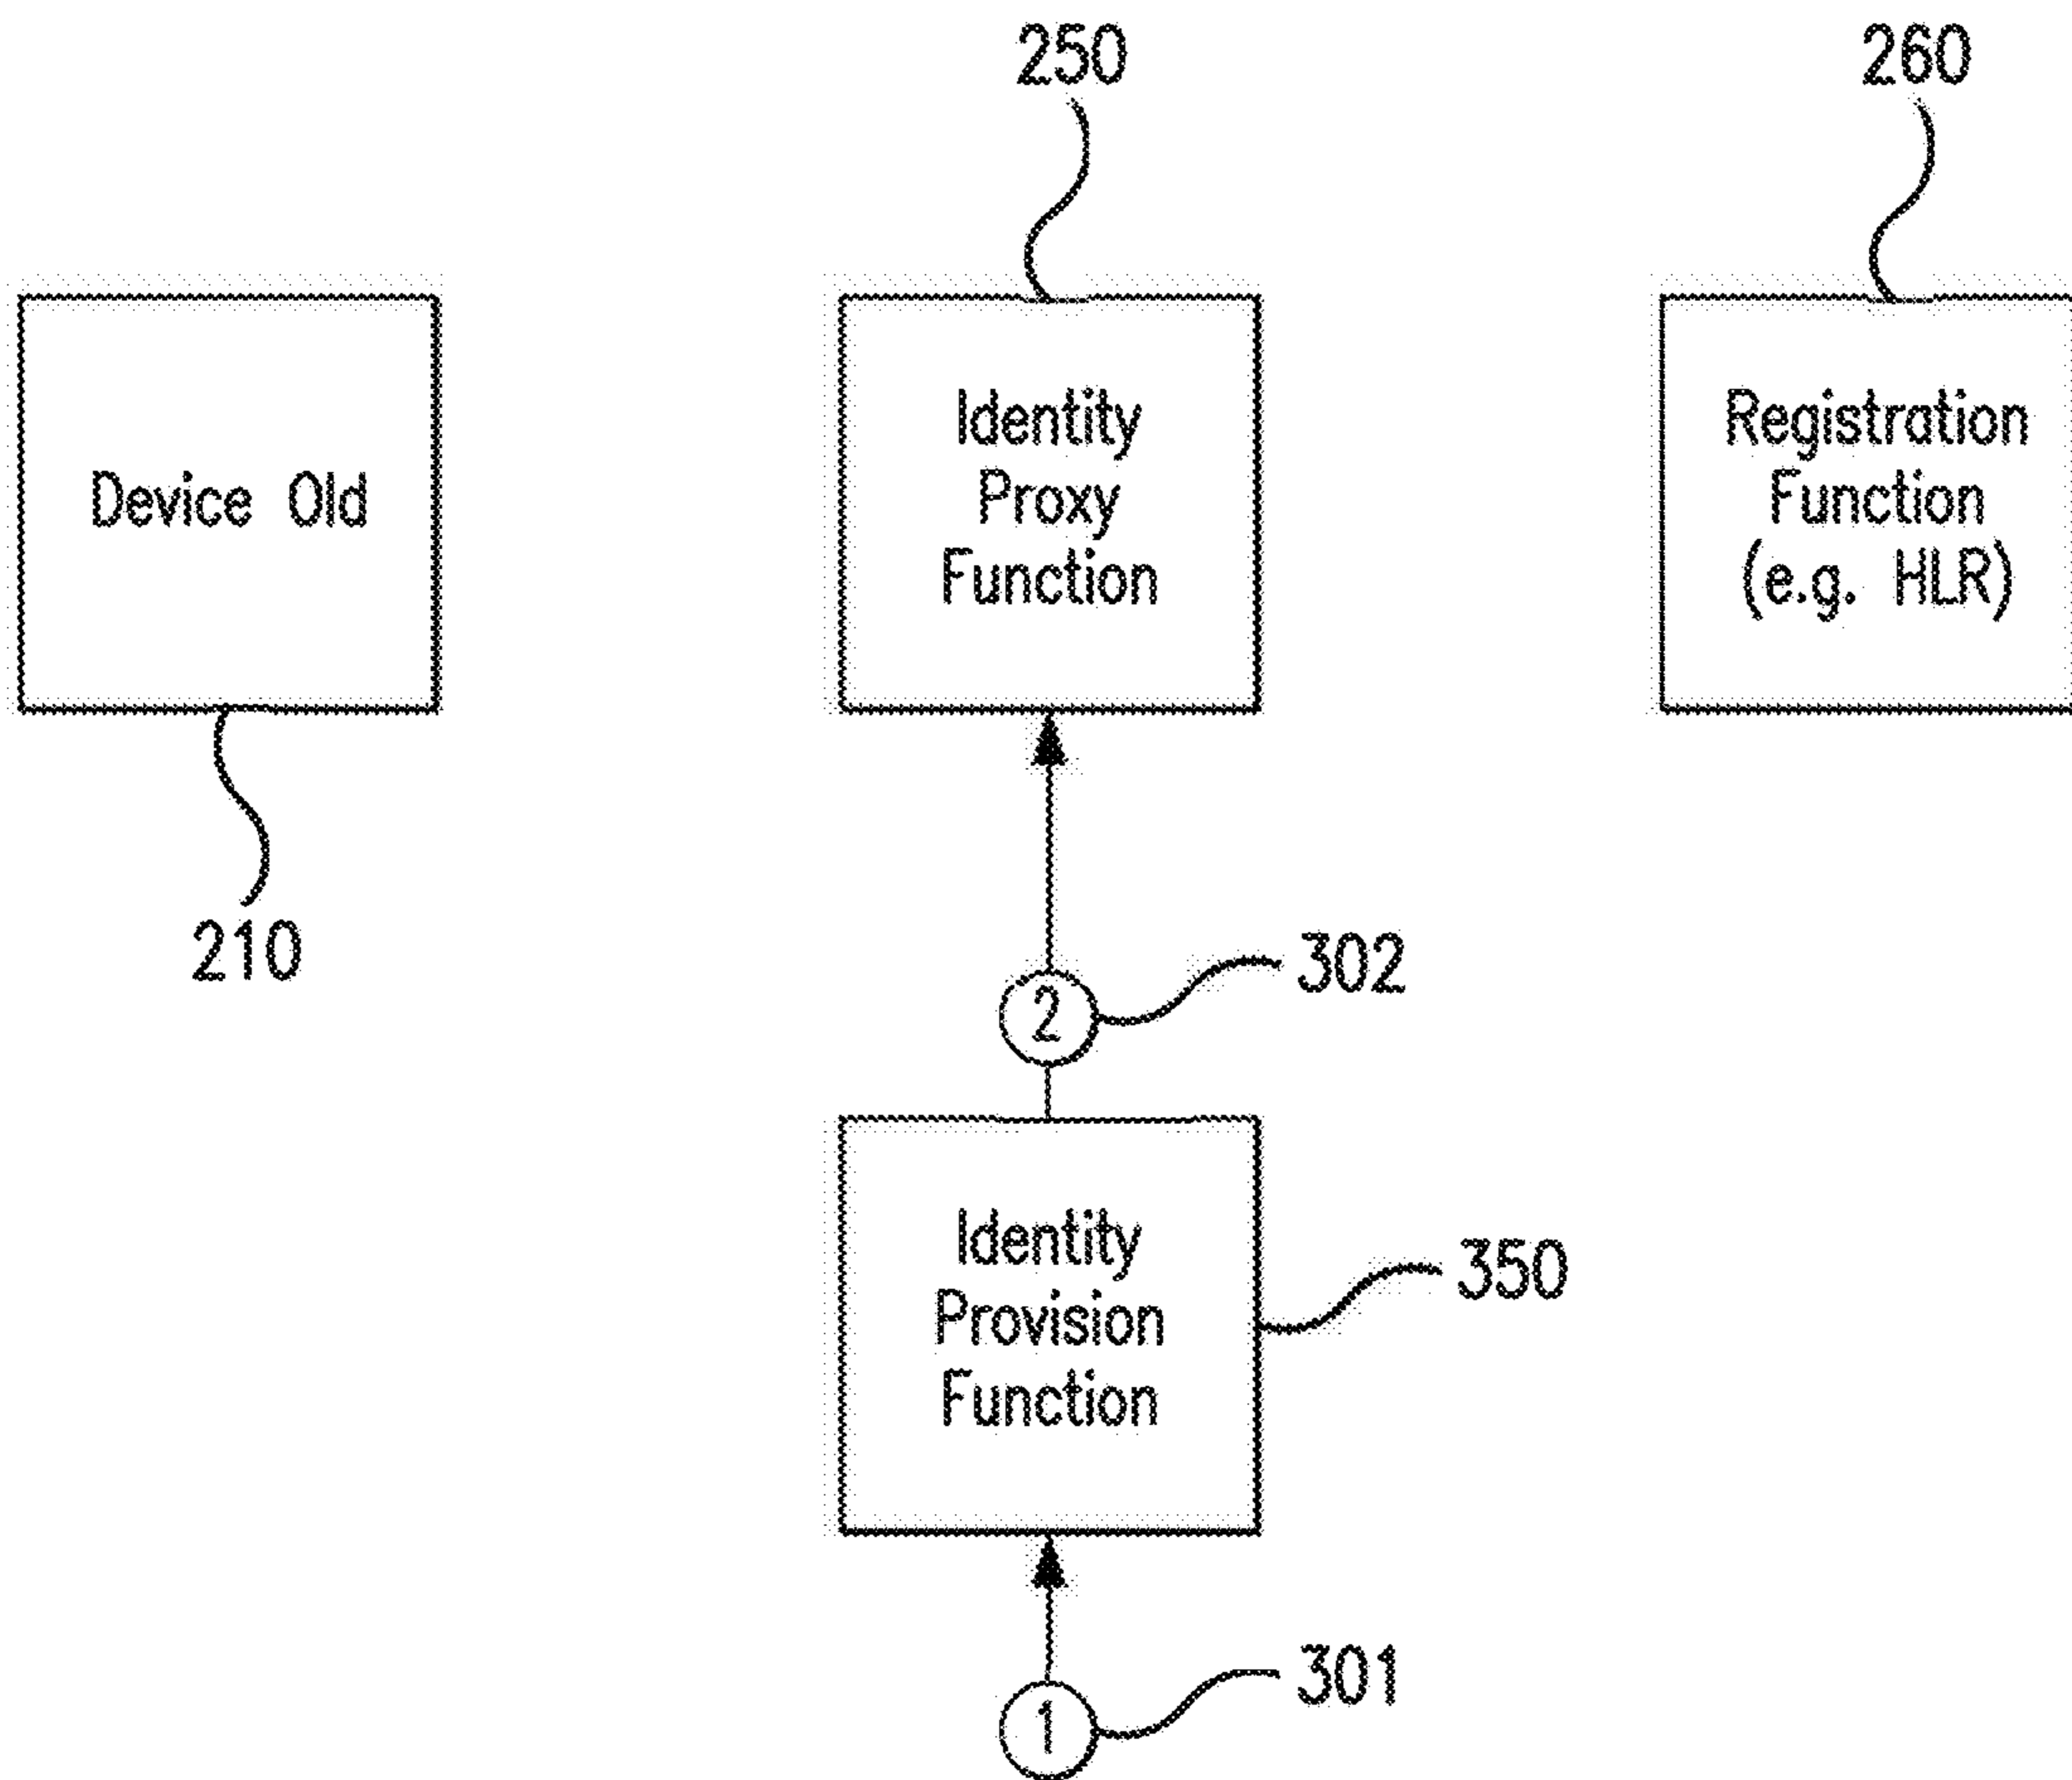 250
260
Device Old
Identity
Proxy
Function
Registration
Function
(e.g. HLR)
210
2
302
Identity
Provision
Function
350
1
301